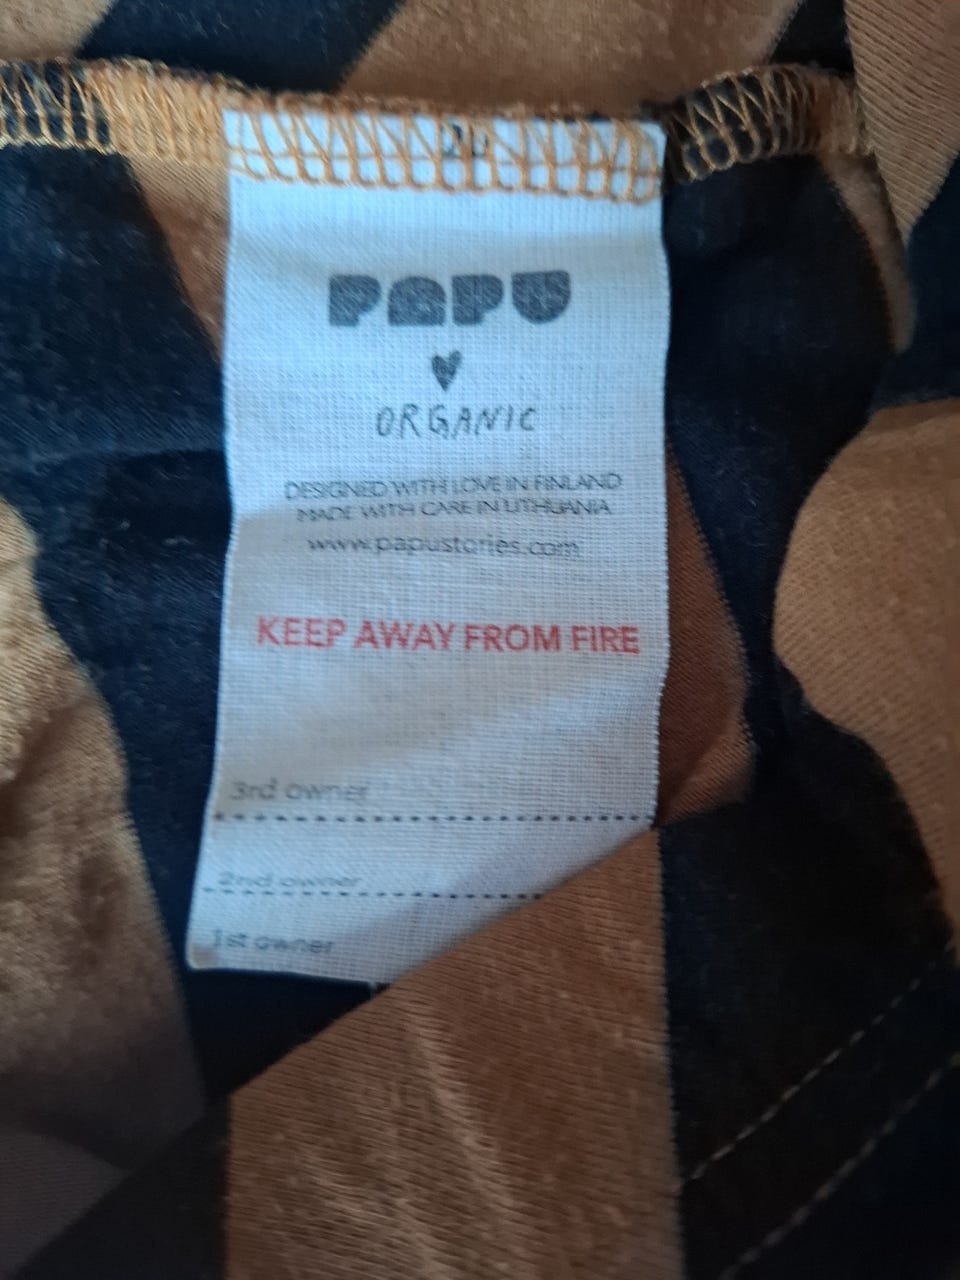 PAPU
ORGANIC
DESIGNED WITH LOVE IN FINLAND
MADE WITH CARE IN LITHUANIA
www.papustories.com
KEEP AWAY FROM FIRE
3rd owner
2nd owner
1st owner